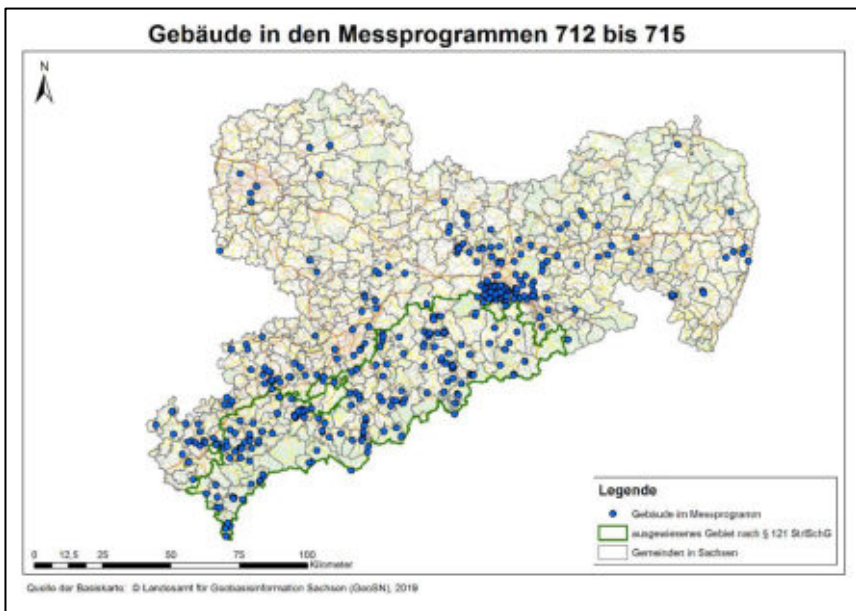 Gebäude in den Messprogrammen 712 bis 715
N
Legende
Gebäude im Messprogramm
ausgewiesenes Gebiet nach § 121 StrlSchG
Gemeinden in Sachsen
0 12,5 25 50 75 100
Kilometer
Quelle der Basiskarte: © Landesamt für Geobasisinformation Sachsen (GeoSN), 2019